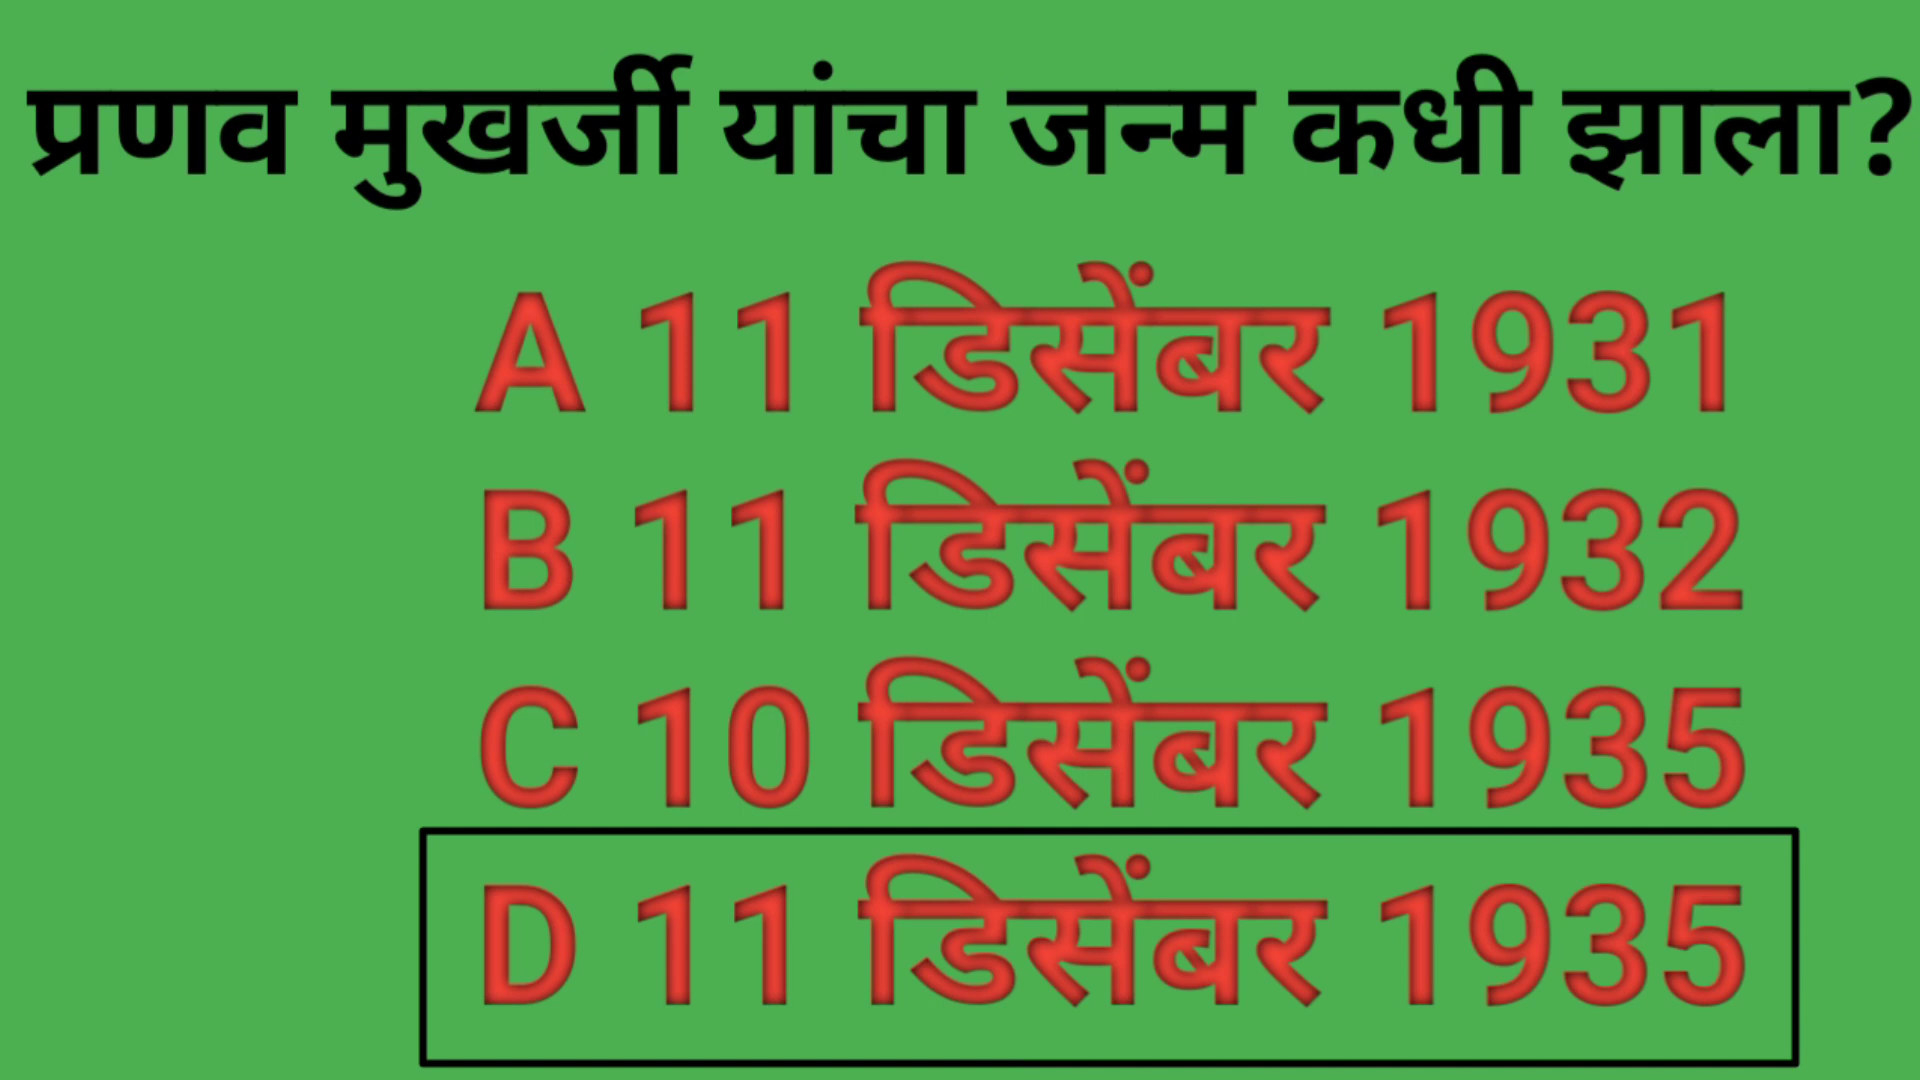 प्रणव मुखर्जी यांचा जन्म कधी झाला?
A 11 डिसेंबर 1931
B 11 डिसेंबर 1932
C 10 डिसेंबर 1935
D 11 डिसेंबर 1935